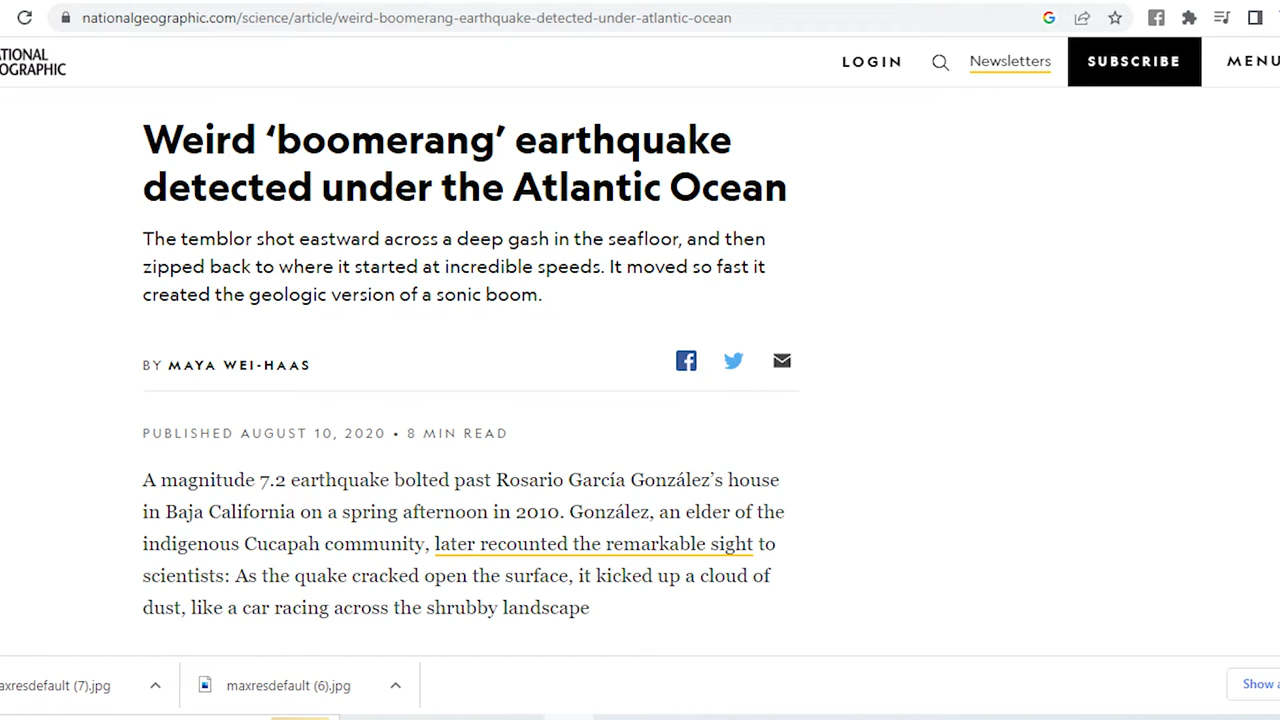 nationalgeographic.com/science/article/weird-boomerang-earthquake-detected-under-atlantic-ocean
LOGIN
Newsletters
SUBSCRIBE
MENU
Weird ‘boomerang’ earthquake
detected under the Atlantic Ocean
The temblor shot eastward across a deep gash in the seafloor, and then
zipped back to where it started at incredible speeds. It moved so fast it
created the geologic version of a sonic boom.
BY MAYA WEI-HAAS
PUBLISHED AUGUST 10, 2020 • 8 MIN READ
A magnitude 7.2 earthquake bolted past Rosario García González’s house
in Baja California on a spring afternoon in 2010. González, an elder of the
indigenous Cucapah community, later recounted the remarkable sight to
scientists: As the quake cracked open the surface, it kicked up a cloud of
dust, like a car racing across the shrubby landscape
axresdefault (7).jpg
maxresdefault (6).jpg
Show